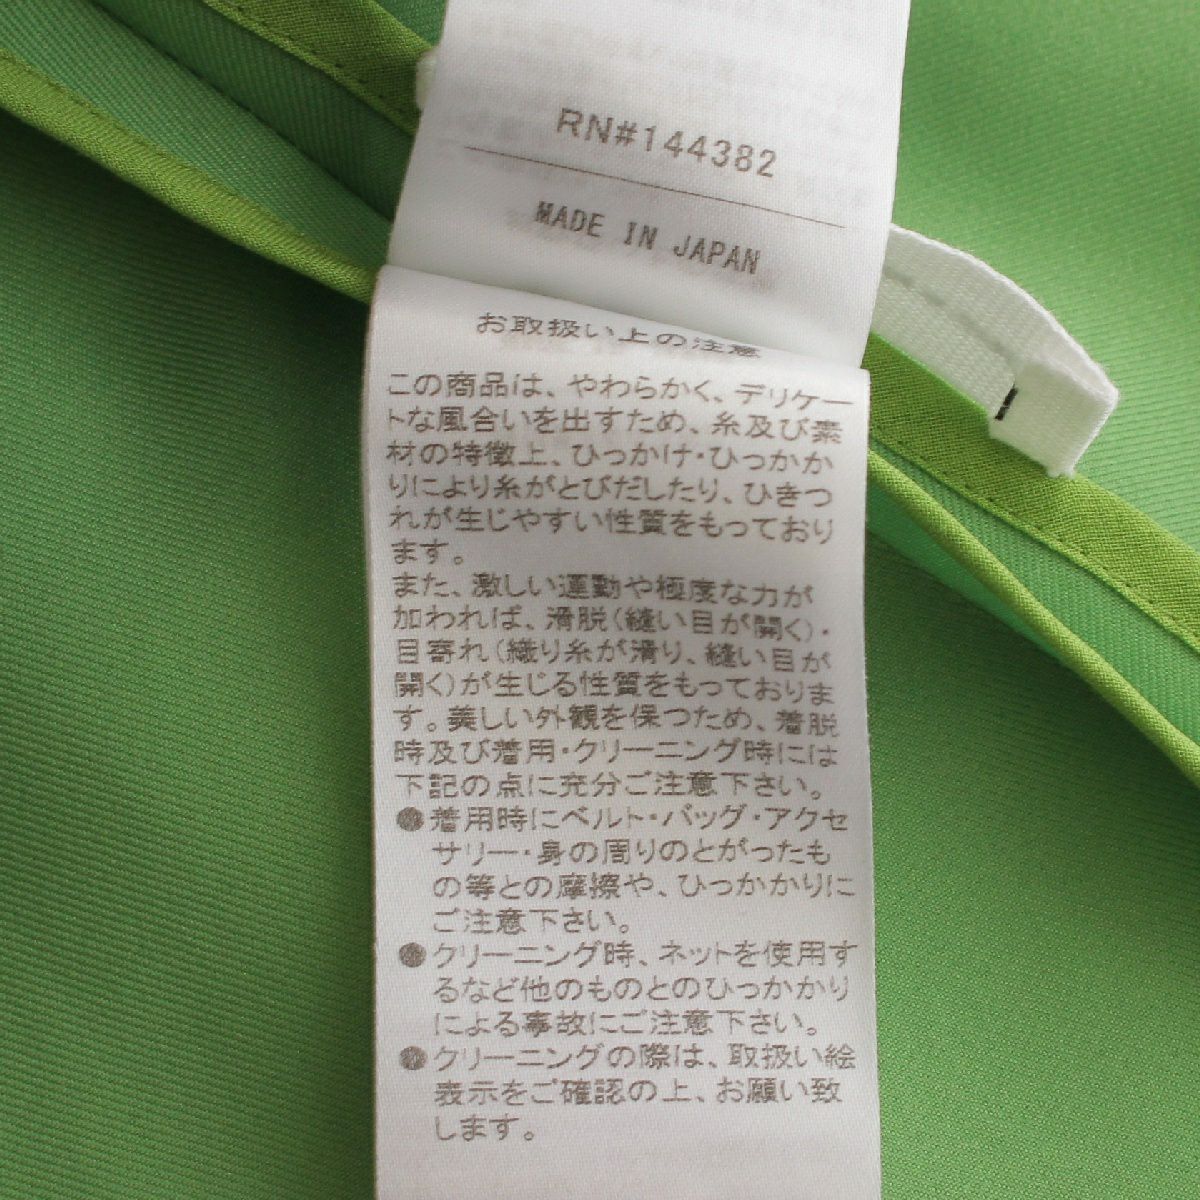 RN#144382
MADE IN JAPAN
お取扱い上の注意
この商品は、やわらかく、デリケー
トな風合いを出すため、糸及び素
材の特徴上、ひっかけ・ひっかか
りにより糸がとびだしたり、ひきつ
れが生じやすい性質をもっており
ます。
また、激しい運動や極度な力が
加われば、滑脱(縫い目が開く)・
目寄れ(織り糸が滑り、縫い目が
開く)が生じる性質をもっておりま
す。美しい外観を保つため、着脱
時及び着用・クリーニング時には
下記の点に充分ご注意下さい。
●着用時にベルト・バッグ・アクセ
サリー・身の周りのとがったも
の等との摩擦や、ひっかかりに
ご注意下さい。
●クリーニング時、ネットを使用す
るなど他のものとのひっかかり
による事故にご注意下さい。
●クリーニングの際は、取扱い絵
表示をご確認の上、お願い致
します。